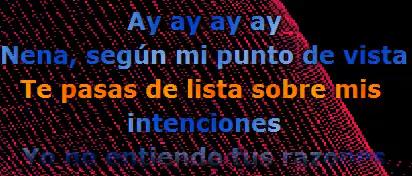 Ay ay ay ay
Nena, según mi punto de vista
Te pasas de lista sobre mis
intenciones
Yo no entiendo tus razones